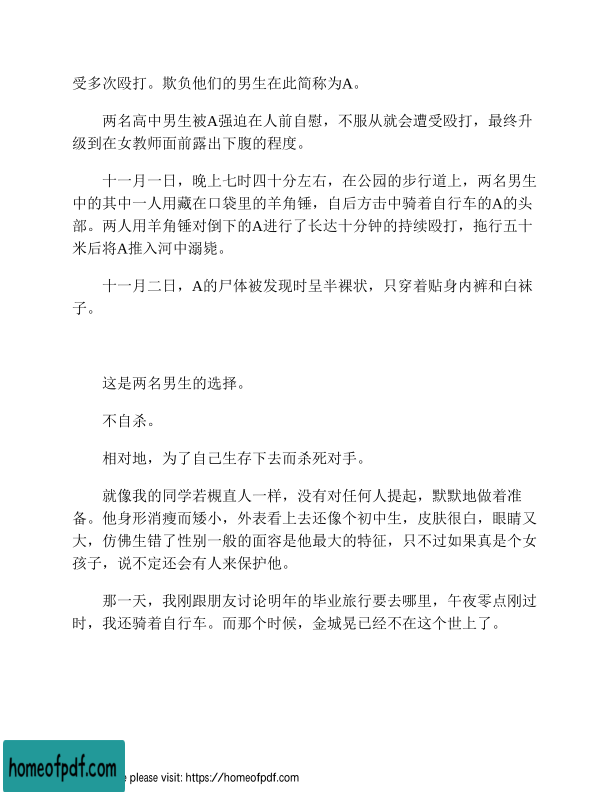 受多次殴打。欺负他们的男生在此简称为A。
两名高中男生被A强迫在人前自慰，不服从就会遭受殴打，最终升
级到在女教师面前露出下腹的程度。
十一月一日，晚上七时四十分左右，在公园的步行道上，两名男生
中的其中一人用藏在口袋里的羊角锤，自后方击中骑着自行车的A的头
部。两人用羊角锤对倒下的A进行了长达十分钟的持续殴打，拖行五十
米后将A推入河中溺毙。
十一月二日，A的尸体被发现时呈半裸状，只穿着贴身内裤和白袜
子。
这是两名男生的选择。
不自杀。
相对地，为了自己生存下去而杀死对手。
就像我的同学若槻直人一样，没有对任何人提起，默默地做着准
备。他身形消瘦而矮小，外表看上去还像个初中生，皮肤很白，眼睛又
大，仿佛生错了性别一般的面容是他最大的特征，只不过如果真是个女
孩子，说不定还会有人来保护他。
那一天，我刚跟朋友讨论明年的毕业旅行要去哪里，午夜零点刚过
时，我还骑着自行车。而那个时候，金城晃已经不在这个世上了。
homeofpdf.com
e please visit: https://homeofpdf.com